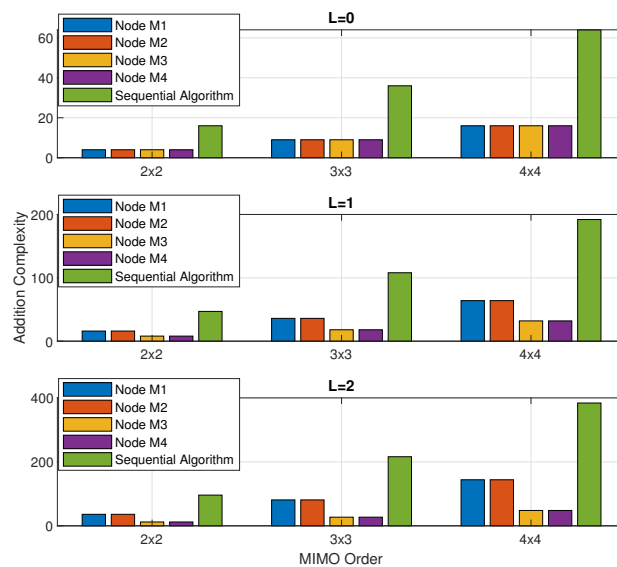 L=0
60
40
20
0
Node M1
Node M2
Node M3
Node M4
Sequential Algorithm
2x2
3x3
4x4
L=1
Addition Complexity
200
100
0
Node M1
Node M2
Node M3
Node M4
Sequential Algorithm
2x2
3x3
4x4
L=2
400
200
0
Node M1
Node M2
Node M3
Node M4
Sequential Algorithm
2x2
3x3
4x4
MIMO Order